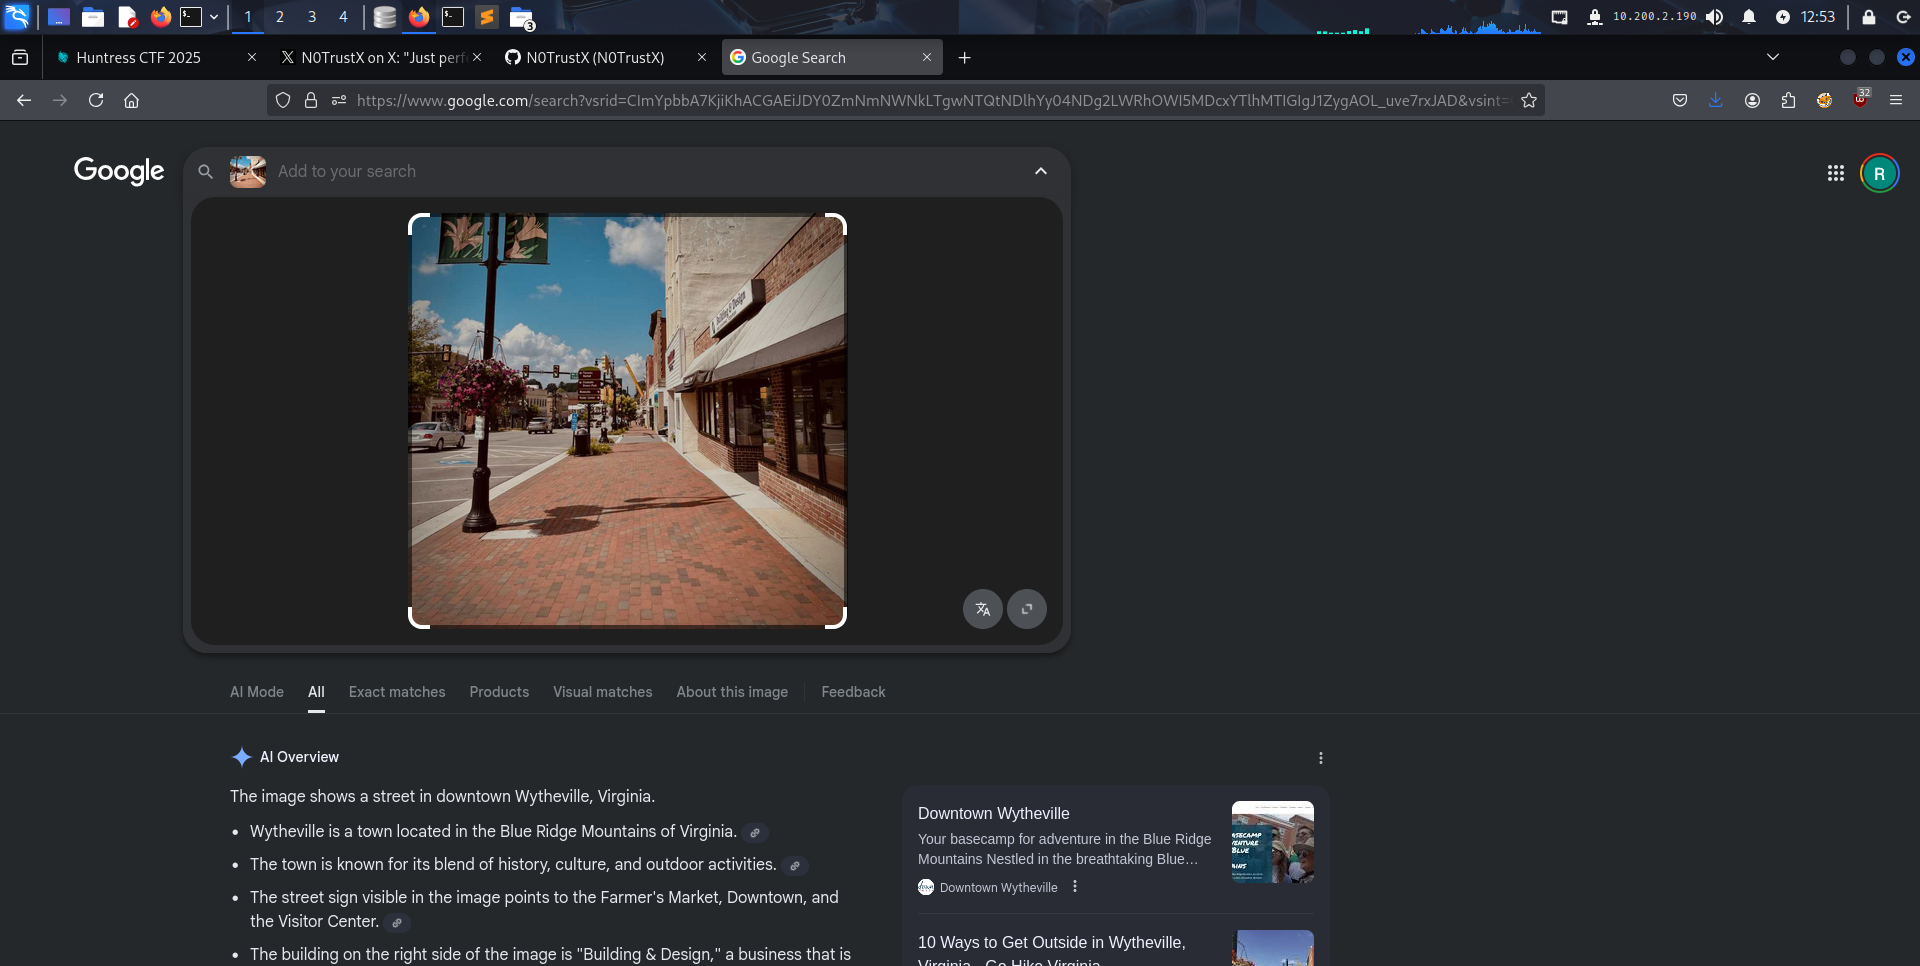 1 2 3 4
3
10.200.2.190
12:53
Huntress CTF 2025
N0TrustX on X: "Just perf
N0TrustX (N0TrustX)
Google Search
https://www.google.com/search?vsrid=CImYpbbA7KjiKhACGAEiJDY0ZmNmNWNkLTgwNTQtNDlhYy04NDg2LWRhOWI5MDcxYTlhMTIGIgJ1ZygAOL_uve7rxJAD&vsint=
32
Google
Add to your search
R
Building & Design
AI Mode
All
Exact matches
Products
Visual matches
About this image
Feedback
AI Overview
The image shows a street in downtown Wytheville, Virginia.
• Wytheville is a town located in the Blue Ridge Mountains of Virginia.
• The town is known for its blend of history, culture, and outdoor activities.
• The street sign visible in the image points to the Farmer's Market, Downtown, and
the Visitor Center.
• The building on the right side of the image is "Building & Design," a business that is
Downtown Wytheville
Your basecamp for adventure in the Blue Ridge
Mountains Nestled in the breathtaking Blue…
Downtown Wytheville
10 Ways to Get Outside in Wytheville,
Virginia - Go Hike Virginia